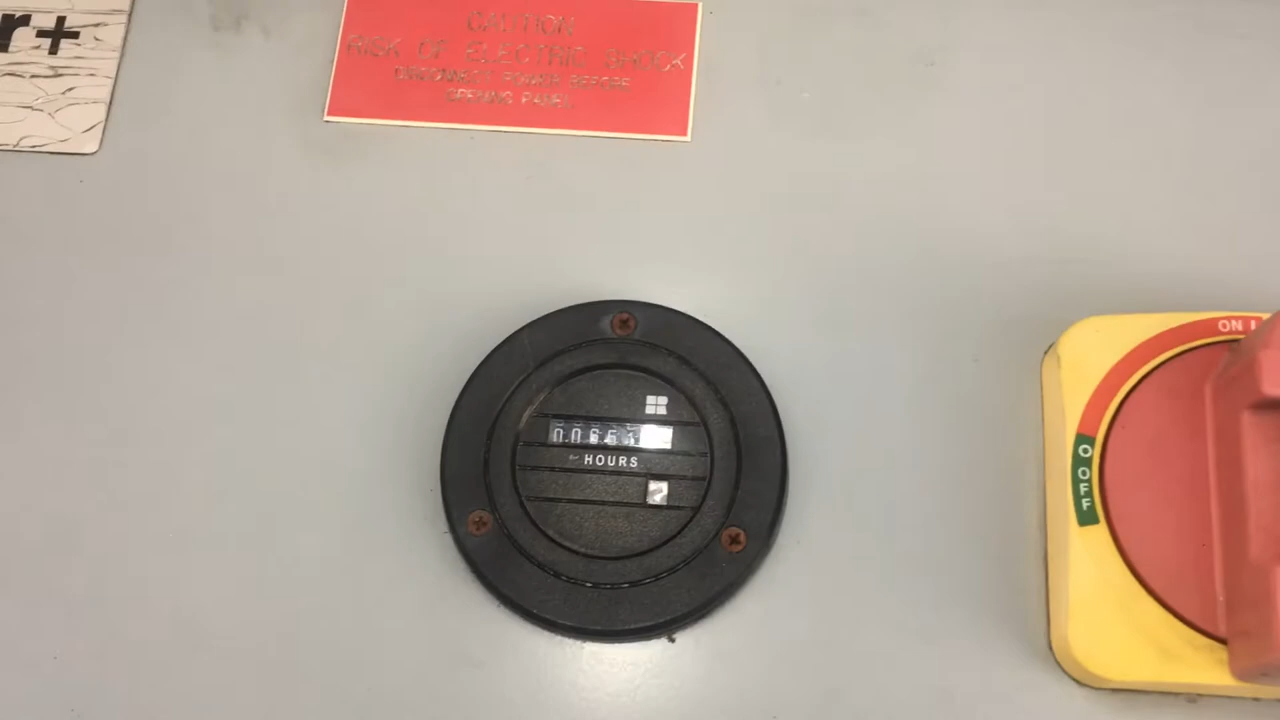 r+
CAUTION
RISK OF ELECTRIC SHOCK
DISCONNECT POWER BEFORE
OPENING PANEL
ON I
HOURS
O OFF